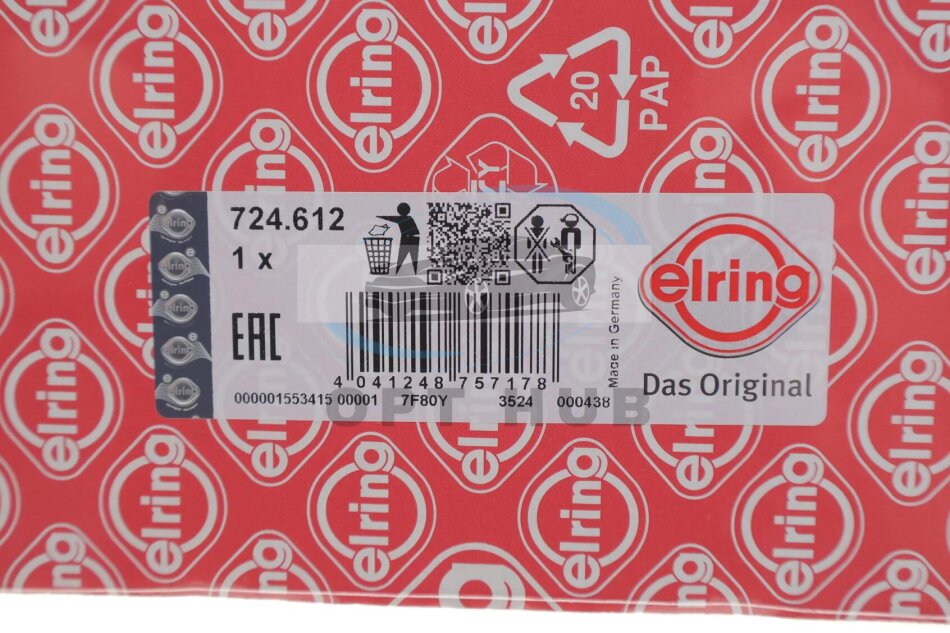 20
PAP
724.612
1 x
elring
EAC
Made in Germany
Das Original
4 041248 757178
000001553415 00001 7F80Y 3524 000438
OPT HUB